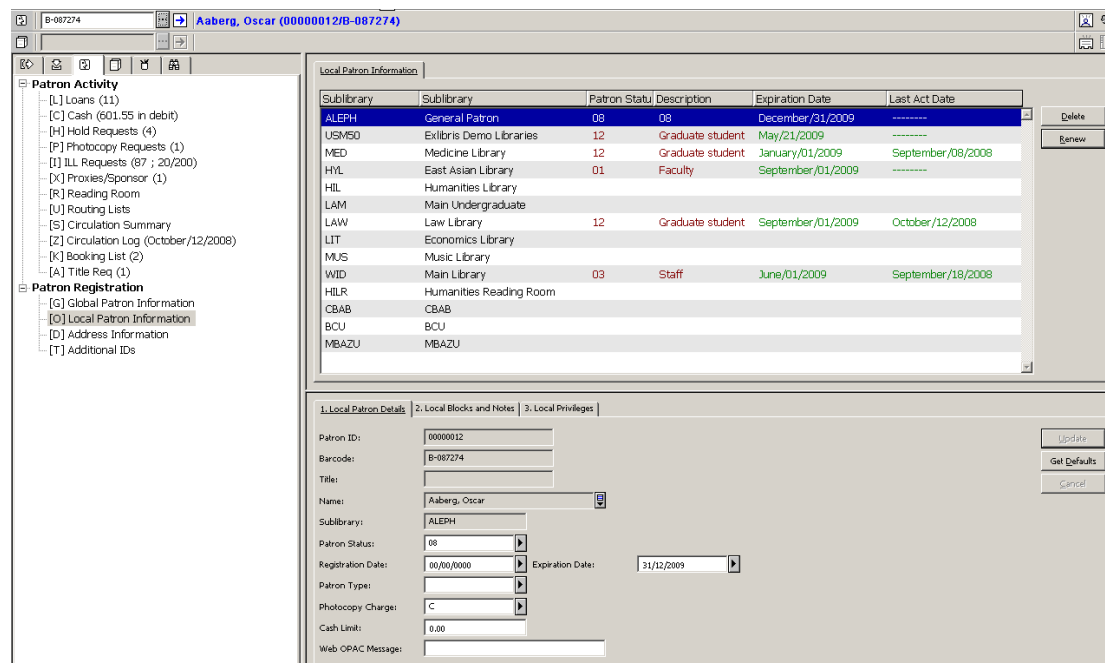 B-087274
Aaberg, Oscar (00000012/B-087274)
Patron Activity
[L] Loans (11)
[C] Cash (601.55 in debit)
[H] Hold Requests (4)
[P] Photocopy Requests (1)
[I] ILL Requests (87 ; 20/200)
[X] Proxies/Sponsor (1)
[R] Reading Room
[U] Routing Lists
[S] Circulation Summary
[Z] Circulation Log (October/12/2008)
[K] Booking List (2)
[A] Title Req (1)
Patron Registration
[G] Global Patron Information
[O] Local Patron Information
[D] Address Information
[T] Additional IDs
Local Patron Information
Sublibrary Sublibrary Patron Statu Description Expiration Date Last Act Date
ALEPH General Patron 08 08 December/31/2009 --------
USM50 Exlibris Demo Libraries 12 Graduate student May/21/2009 --------
MED Medicine Library 12 Graduate student January/01/2009 September/08/2008
HYL East Asian Library 01 Faculty September/01/2009 --------
HIL Humanities Library
LAM Main Undergraduate
LAW Law Library 12 Graduate student September/01/2009 October/12/2008
LIT Economics Library
MUS Music Library
WID Main Library 03 Staff June/01/2009 September/18/2008
HILR Humanities Reading Room
CBAB CBAB
BCU BCU
MBAZU MBAZU
Delete
Renew
1. Local Patron Details 2. Local Blocks and Notes 3. Local Privileges
Patron ID: 00000012
Barcode: B-087274
Title:
Name: Aaberg, Oscar
Sublibrary: ALEPH
Patron Status: 08
Registration Date: 00/00/0000 Expiration Date: 31/12/2009
Patron Type:
Photocopy Charge: C
Cash Limit: 0.00
Web OPAC Message:
Update
Get Defaults
Cancel